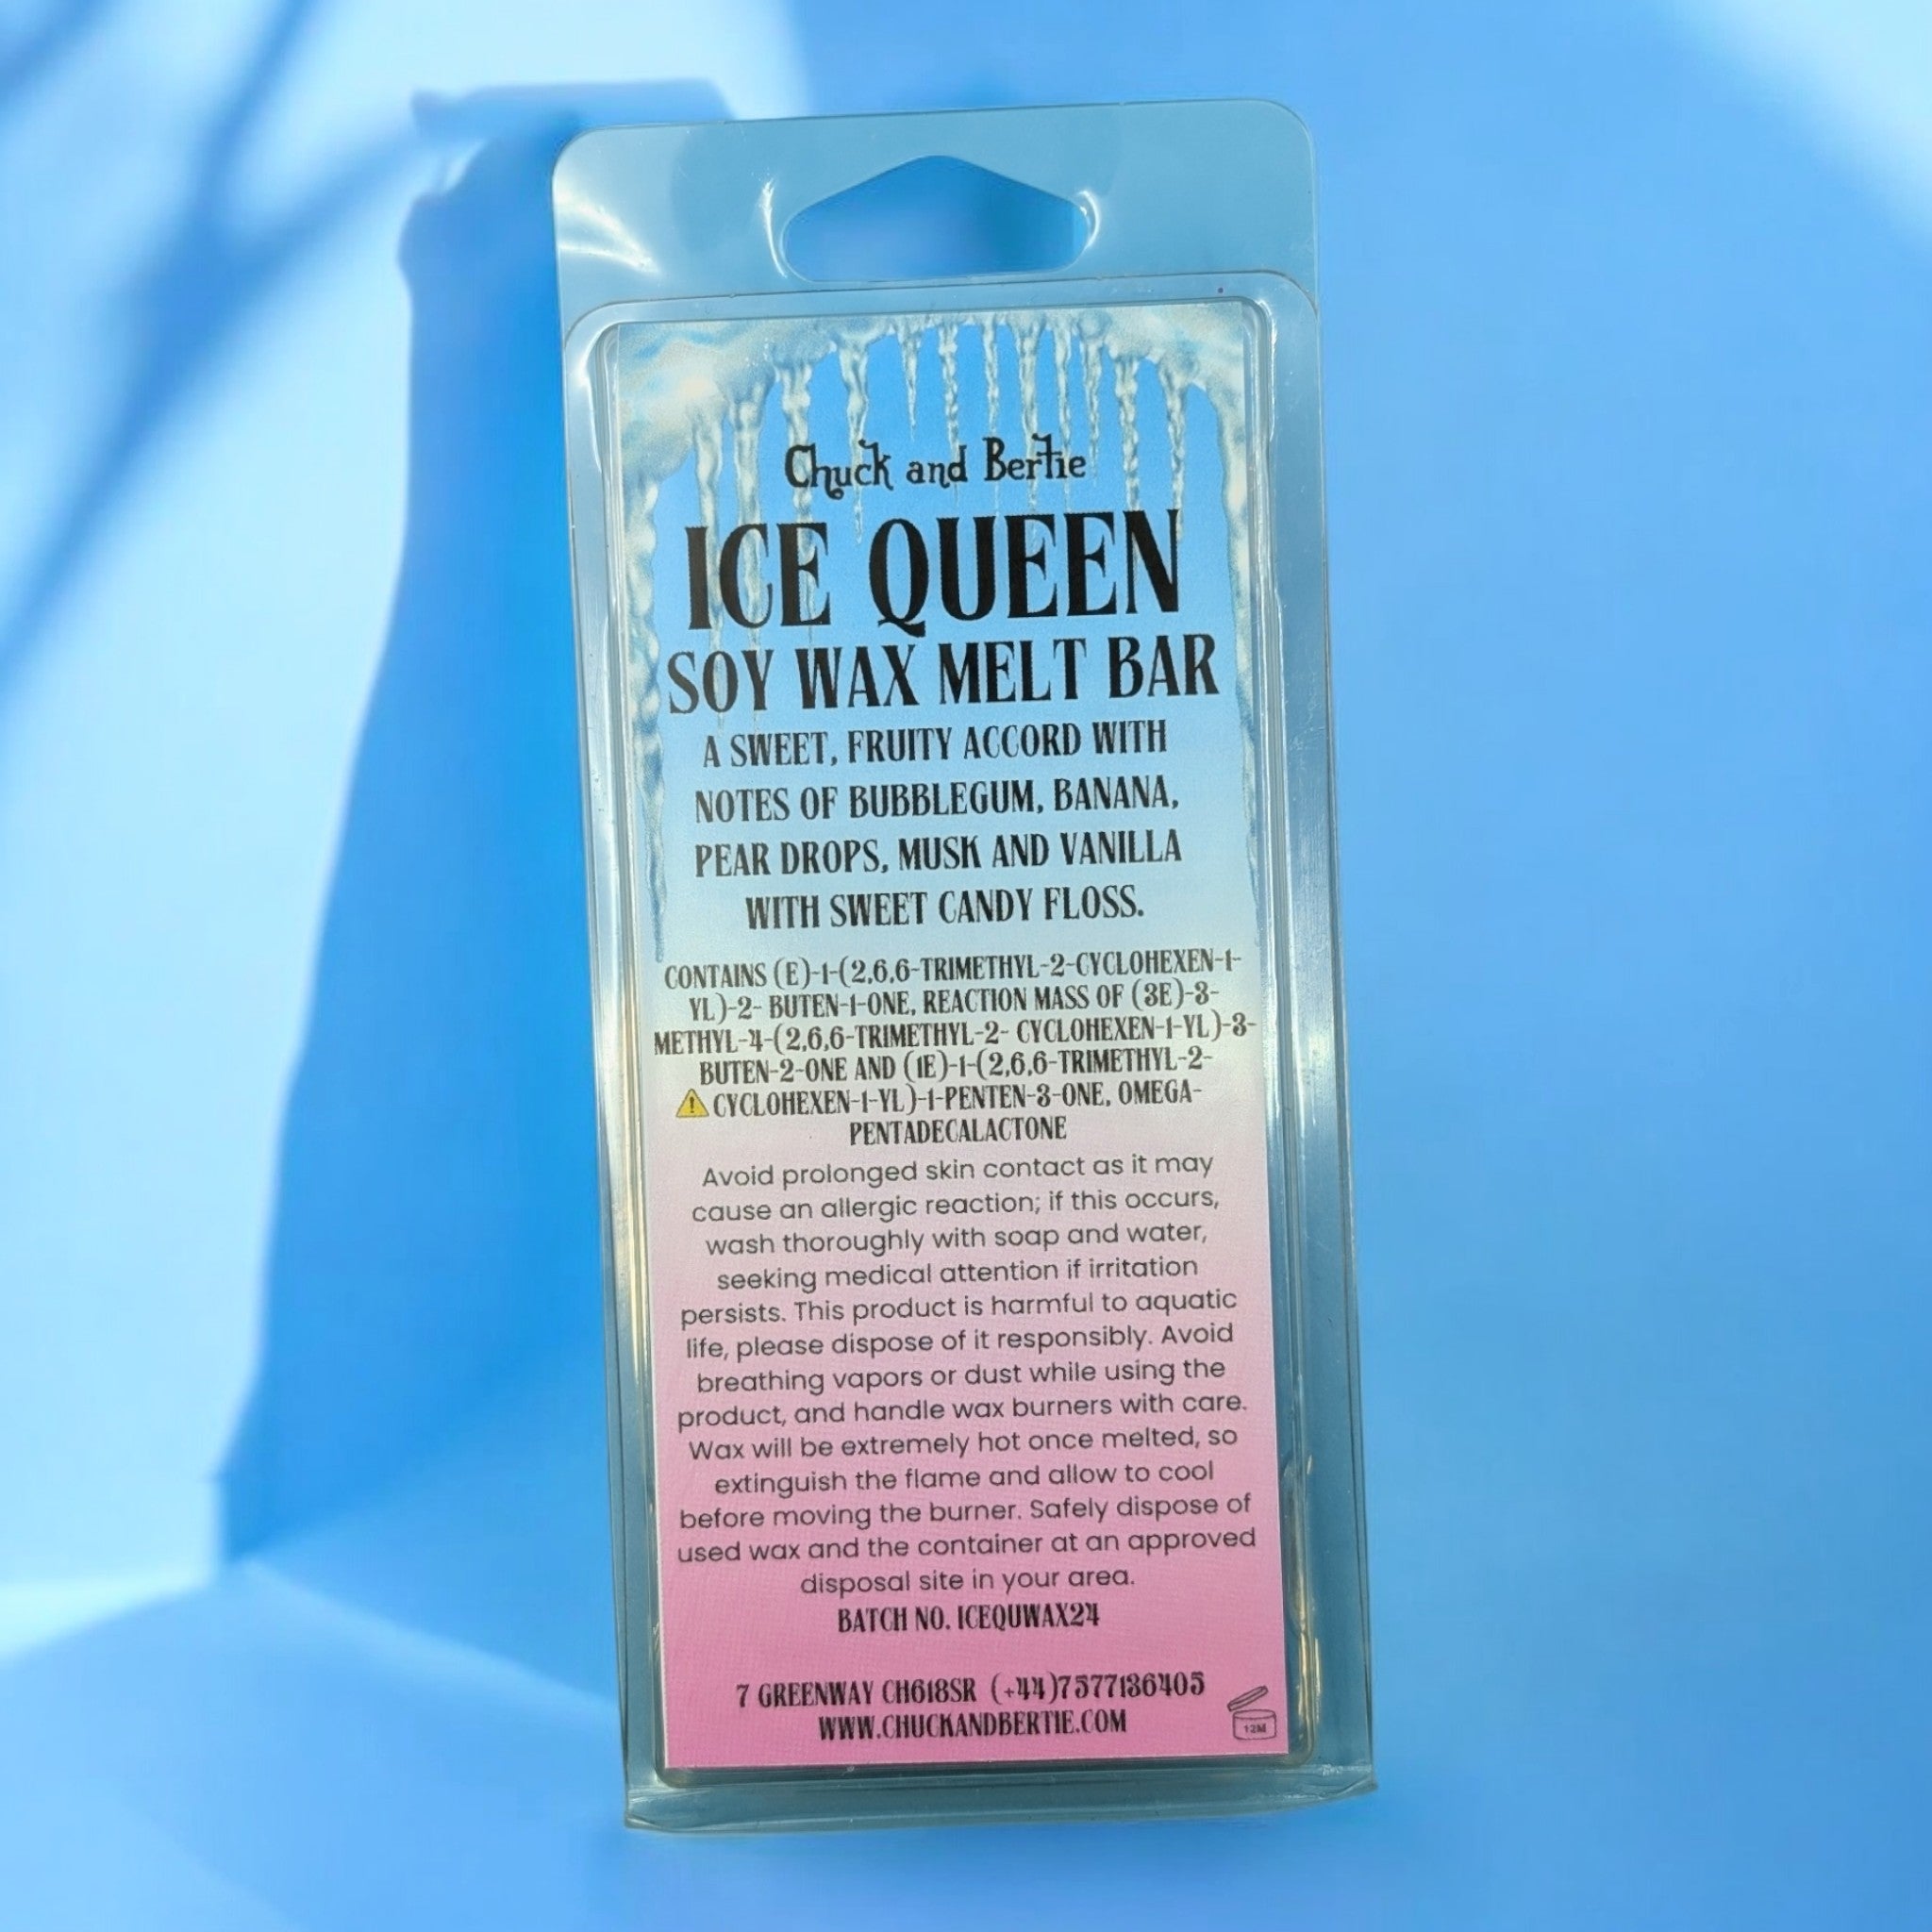 Chuck and Bertie
ICE QUEEN
SOY WAX MELT BAR
A SWEET, FRUITY ACCORD WITH
NOTES OF BUBBLEGUM, BANANA,
PEAR DROPS, MUSK AND VANILLA
WITH SWEET CANDY FLOSS.
CONTAINS (E)-1-(2,6,6-TRIMETHYL-2-CYCLOHEXEN-1-
YL)-2- BUTEN-1-ONE, REACTION MASS OF (3E)-3-
METHYL-4-(2,6,6-TRIMETHYL-2- CYCLOHEXEN-1-YL)-3-
BUTEN-2-ONE AND (1E)-1-(2,6,6-TRIMETHYL-2-
CYCLOHEXEN-1-YL)-1-PENTEN-3-ONE, OMEGA-
PENTADECALACTONE
Avoid prolonged skin contact as it may
cause an allergic reaction; if this occurs,
wash thoroughly with soap and water,
seeking medical attention if irritation
persists. This product is harmful to aquatic
life, please dispose of it responsibly. Avoid
breathing vapors or dust while using the
product, and handle wax burners with care.
Wax will be extremely hot once melted, so
extinguish the flame and allow to cool
before moving the burner. Safely dispose of
used wax and the container at an approved
disposal site in your area.
BATCH NO. ICEQUWAX24
7 GREENWAY CH618SR (+44)7577136405
WWW.CHUCKANDBERTIE.COM
12M